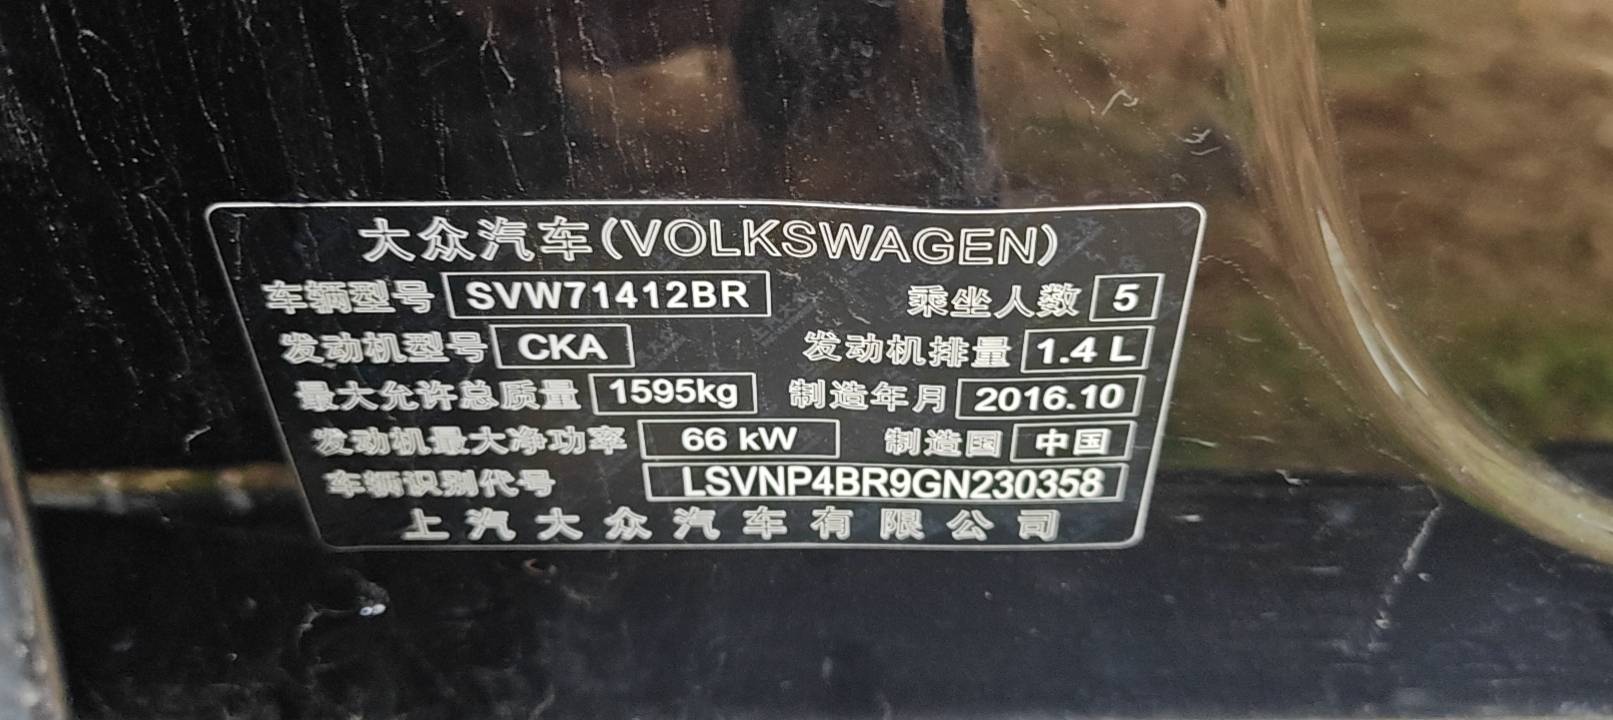 大众汽车(VOLKSWAGEN)
车辆型号 SVW71412BR 乘坐人数 5
发动机型号 CKA 发动机排量 1.4 L
最大允许总质量 1595kg 制造年月 2016.10
发动机最大净功率 66 kW 制造国 中国
车辆识别代号 LSVNP4BR9GN230358
上汽大众汽车有限公司